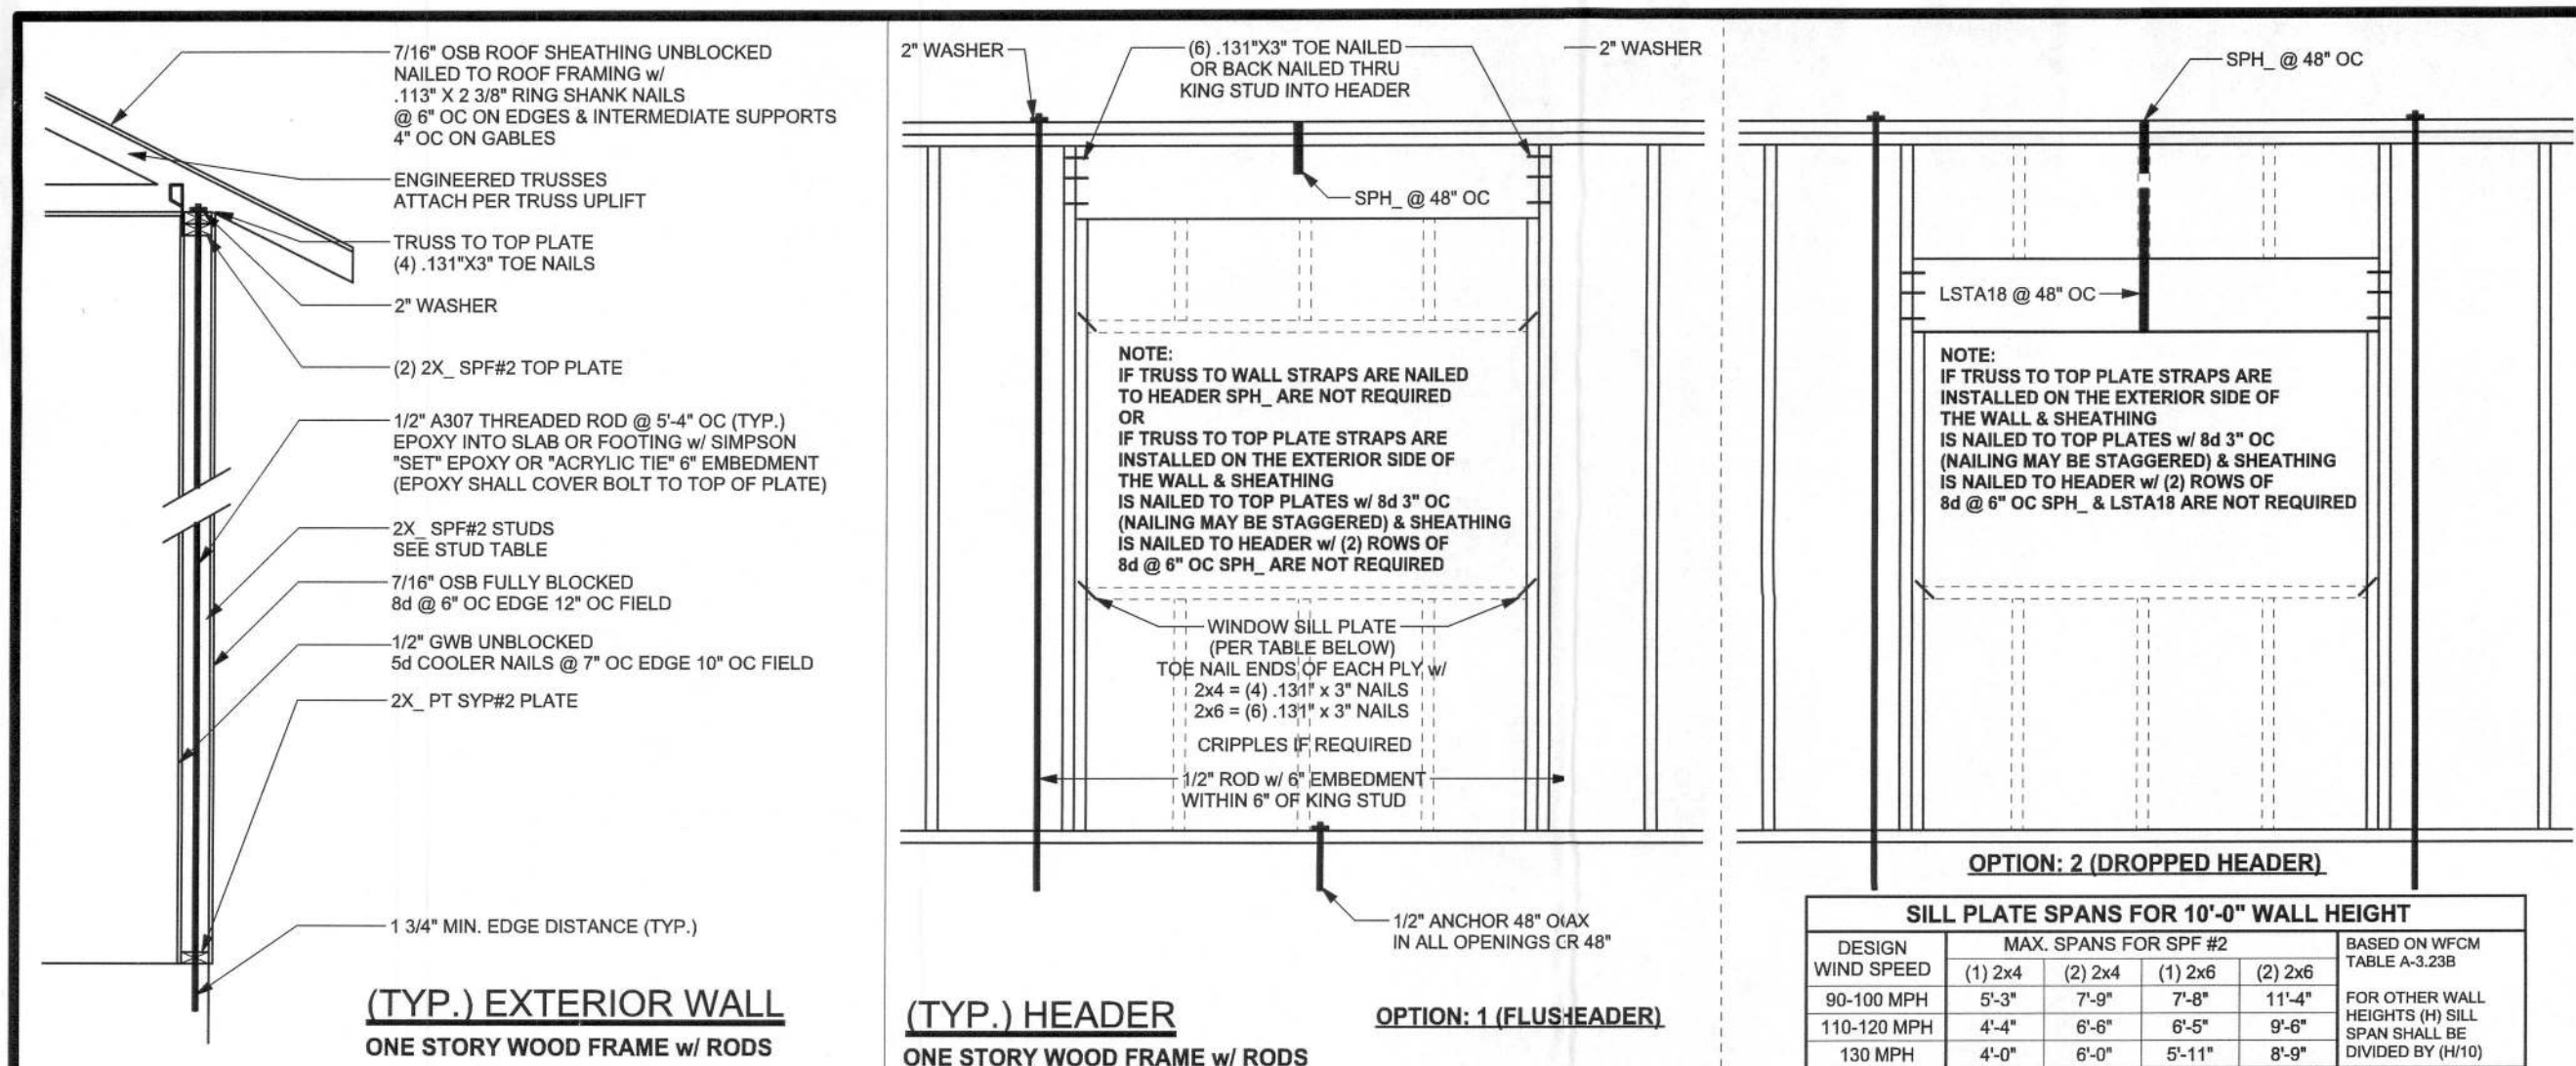 7/16" OSB ROOF SHEATHING UNBLOCKED
NAILED TO ROOF FRAMING w/
.113" X 2 3/8" RING SHANK NAILS
@ 6" OC ON EDGES & INTERMEDIATE SUPPORTS
4" OC ON GABLES
ENGINEERED TRUSSES
ATTACH PER TRUSS UPLIFT
TRUSS TO TOP PLATE
(4) .131"X3" TOE NAILS
2" WASHER
(2) 2X_ SPF#2 TOP PLATE
1/2" A307 THREADED ROD @ 5'-4" OC (TYP.)
EPOXY INTO SLAB OR FOOTING w/ SIMPSON
"SET" EPOXY OR "ACRYLIC TIE" 6" EMBEDMENT
(EPOXY SHALL COVER BOLT TO TOP OF PLATE)
2X_ SPF#2 STUDS
SEE STUD TABLE
7/16" OSB FULLY BLOCKED
8d @ 6" OC EDGE 12" OC FIELD
1/2" GWB UNBLOCKED
5d COOLER NAILS @ 7" OC EDGE 10" OC FIELD
2X_ PT SYP#2 PLATE
1 3/4" MIN. EDGE DISTANCE (TYP.)
(TYP.) EXTERIOR WALL
ONE STORY WOOD FRAME w/ RODS
2" WASHER
(6) .131"X3" TOE NAILED
OR BACK NAILED THRU
KING STUD INTO HEADER
2" WASHER
SPH_ @ 48" OC
NOTE:
IF TRUSS TO WALL STRAPS ARE NAILED
TO HEADER SPH_ ARE NOT REQUIRED
OR
IF TRUSS TO TOP PLATE STRAPS ARE
INSTALLED ON THE EXTERIOR SIDE OF
THE WALL & SHEATHING
IS NAILED TO TOP PLATES w/ 8d 3" OC
(NAILING MAY BE STAGGERED) & SHEATHING
IS NAILED TO HEADER w/ (2) ROWS OF
8d @ 6" OC SPH_ ARE NOT REQUIRED
WINDOW SILL PLATE
(PER TABLE BELOW)
TOE NAIL ENDS OF EACH PLY w/
2x4 = (4) .131" x 3" NAILS
2x6 = (6) .131" x 3" NAILS
CRIPPLES IF REQUIRED
1/2" ROD w/ 6" EMBEDMENT
WITHIN 6" OF KING STUD
1/2" ANCHOR 48" AX
IN ALL OPENINGS 48"
(TYP.) HEADER
ONE STORY WOOD FRAME w/ RODS
OPTION: 1 (FLUSHEADER)
SPH_ @ 48" OC
LSTA18 @ 48" OC
NOTE:
IF TRUSS TO TOP PLATE STRAPS ARE
INSTALLED ON THE EXTERIOR SIDE OF
THE WALL & SHEATHING
IS NAILED TO TOP PLATES w/ 8d 3" OC
(NAILING MAY BE STAGGERED) & SHEATHING
IS NAILED TO HEADER w/ (2) ROWS OF
8d @ 6" OC SPH_ & LSTA18 ARE NOT REQUIRED
OPTION: 2 (DROPPED HEADER)
SILL PLATE SPANS FOR 10'-0" WALL HEIGHT
DESIGN WIND SPEED
MAX. SPANS FOR SPF #2
(1) 2x4 (2) 2x4 (1) 2x6 (2) 2x6
90-100 MPH 5'-3" 7'-9" 7'-8" 11'-4"
110-120 MPH 4'-4" 6'-6" 6'-5" 9'-6"
130 MPH 4'-0" 6'-0" 5'-11" 8'-9"
BASED ON WFCM
TABLE A-3.23B
FOR OTHER WALL
HEIGHTS (H) SILL
SPAN SHALL BE
DIVIDED BY (H/10)